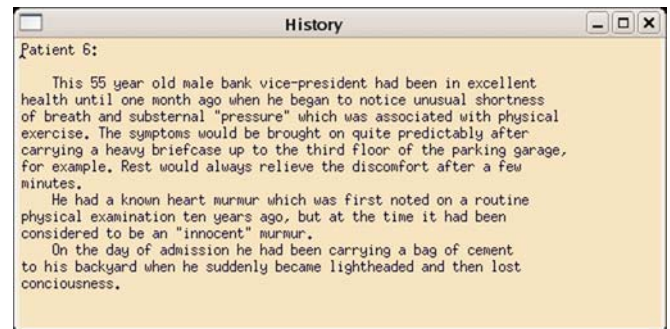 History
Patient 6:
This 55 year old male bank vice-president had been in excellent
health until one month ago when he began to notice unusual shortness
of breath and substernal "pressure" which was associated with physical
exercise. The symptoms would be brought on quite predictably after
carrying a heavy briefcase up to the third floor of the parking garage,
for example. Rest would always relieve the discomfort after a few
minutes.
He had a known heart murmur which was first noted on a routine
physical examination ten years ago, but at the time it had been
considered to be an "innocent" murmur.
On the day of admission he had been carrying a bag of cement
to his backyard when he suddenly became lightheaded and then lost
conciousness.